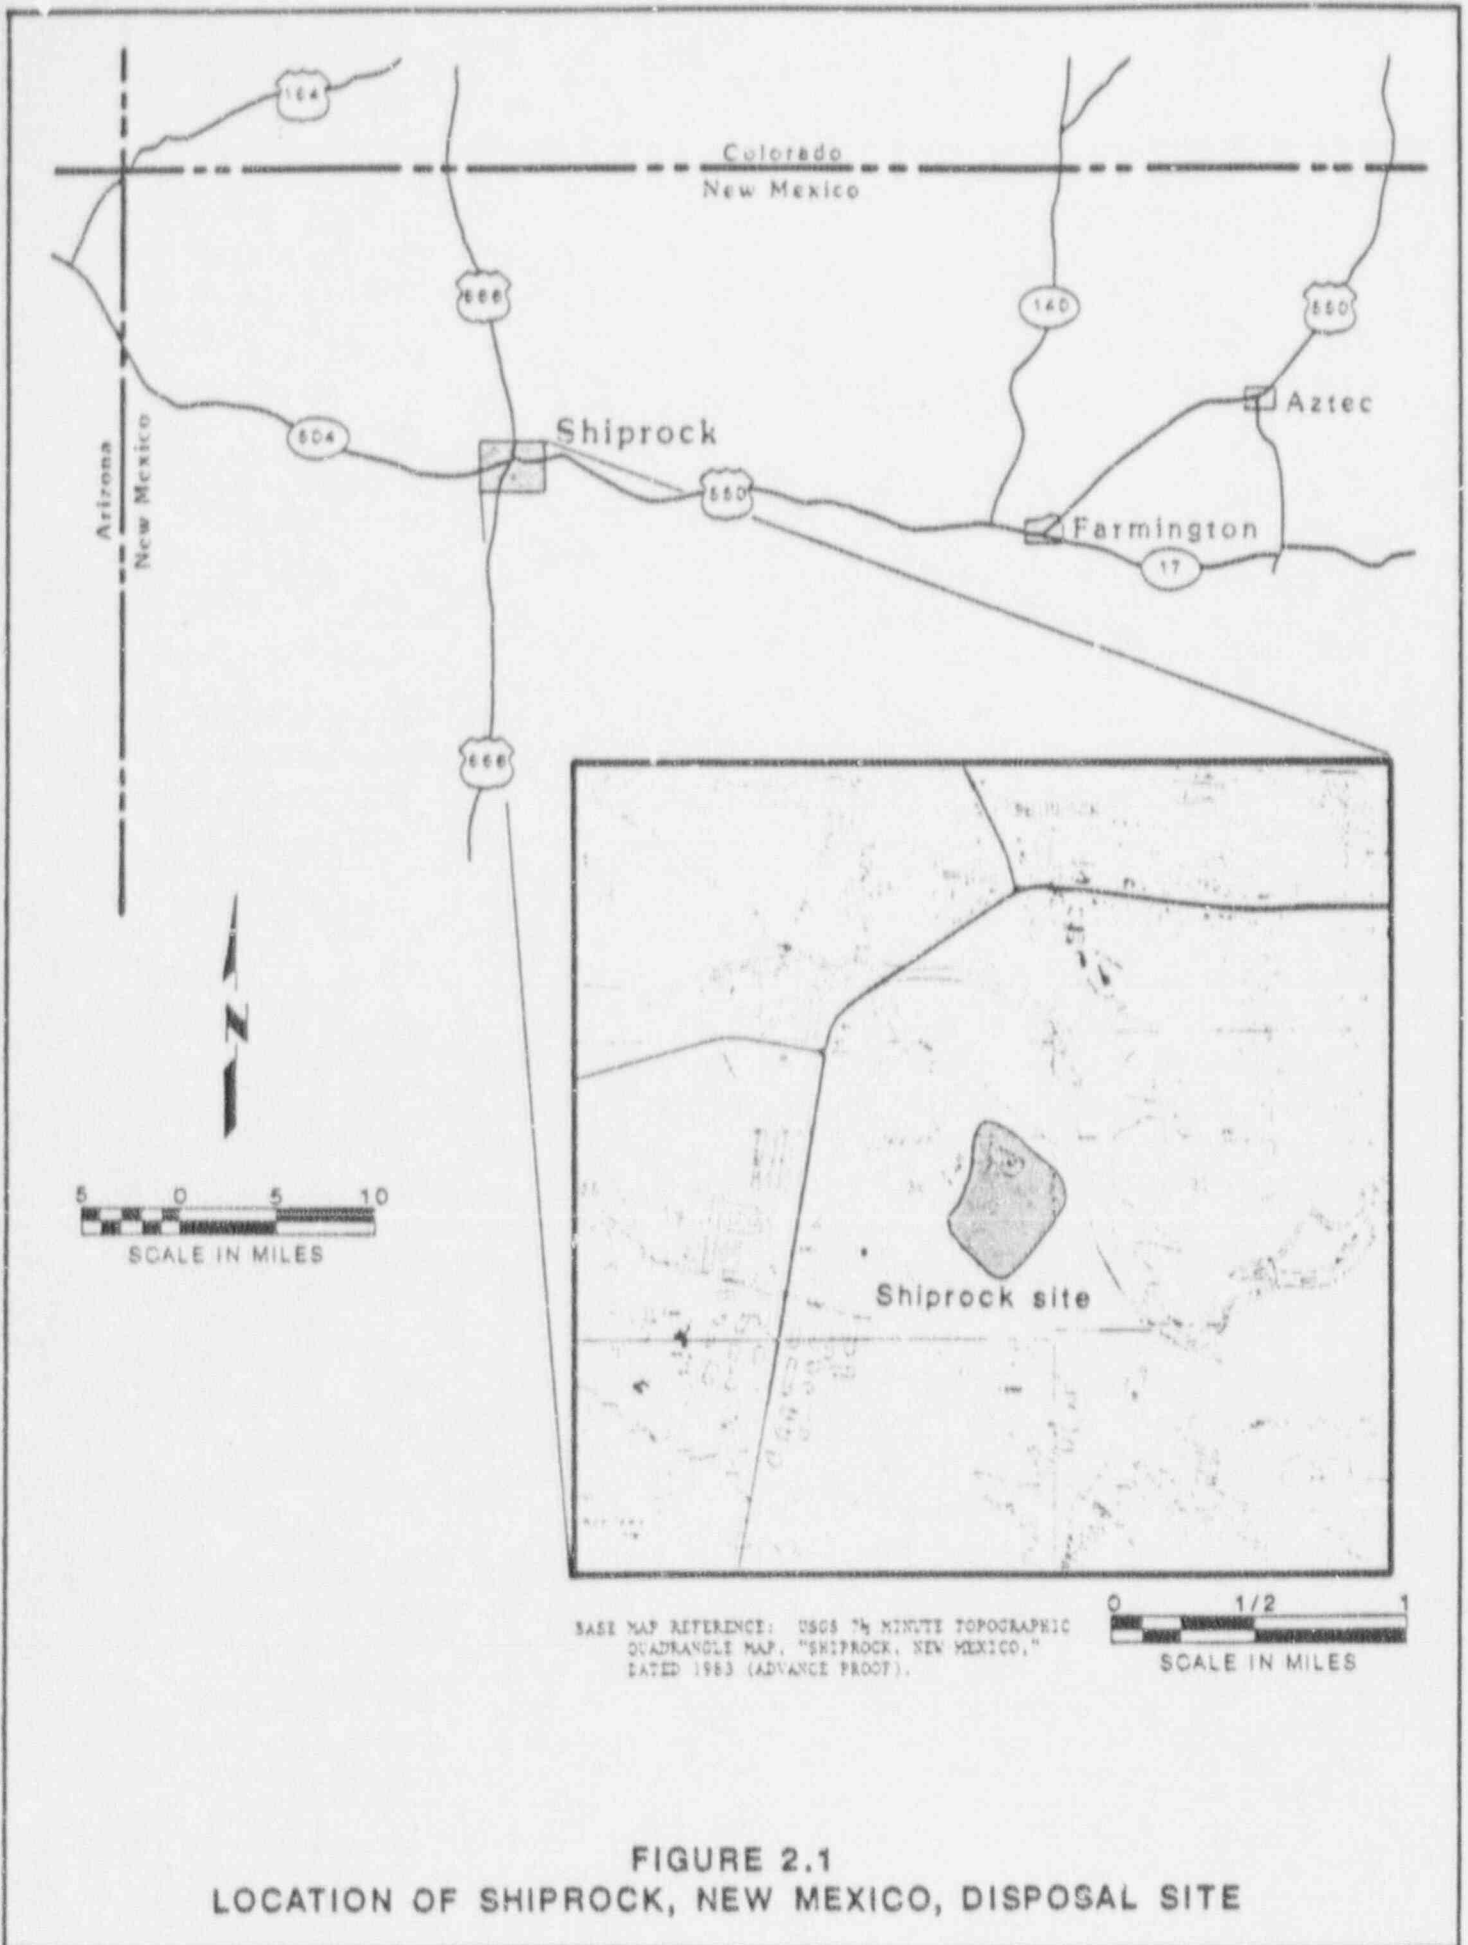 164
Colorado
New Mexico
666
140
550
Aztec
504
Shiprock
550
Farmington
17
Arizona
New Mexico
666
N
5 0 5 10
SCALE IN MILES
Shiprock site
0 1/2 1
SCALE IN MILES
BASE MAP REFERENCE: USGS 7½ MINUTE TOPOGRAPHIC
QUADRANGLE MAP, "SHIPROCK, NEW MEXICO,"
DATED 1983 (ADVANCE PROOF).
FIGURE 2.1
LOCATION OF SHIPROCK, NEW MEXICO, DISPOSAL SITE